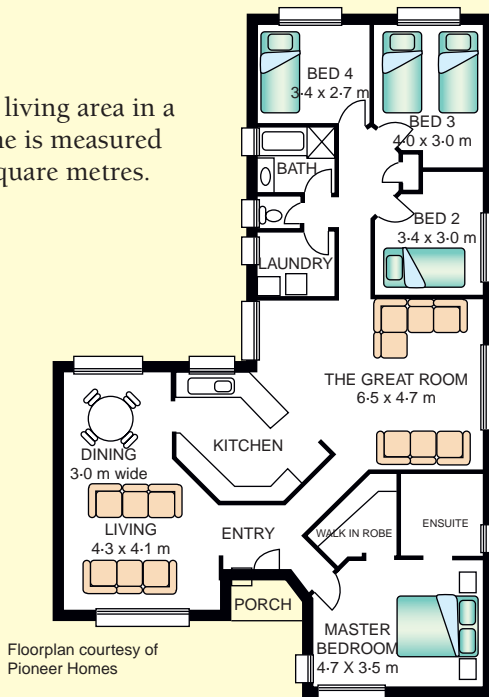 living area in a
ne is measured
quare metres.
BED 4
3·4 x 2·7 m
BED 3
4·0 x 3·0 m
BATH
BED 2
3·4 x 3·0 m
LAUNDRY
THE GREAT ROOM
6·5 x 4·7 m
KITCHEN
DINING
3·0 m wide
LIVING
4·3 x 4·1 m
ENTRY
WALK IN ROBE
ENSUITE
PORCH
MASTER
BEDROOM
4·7 X 3·5 m
Floorplan courtesy of
Pioneer Homes